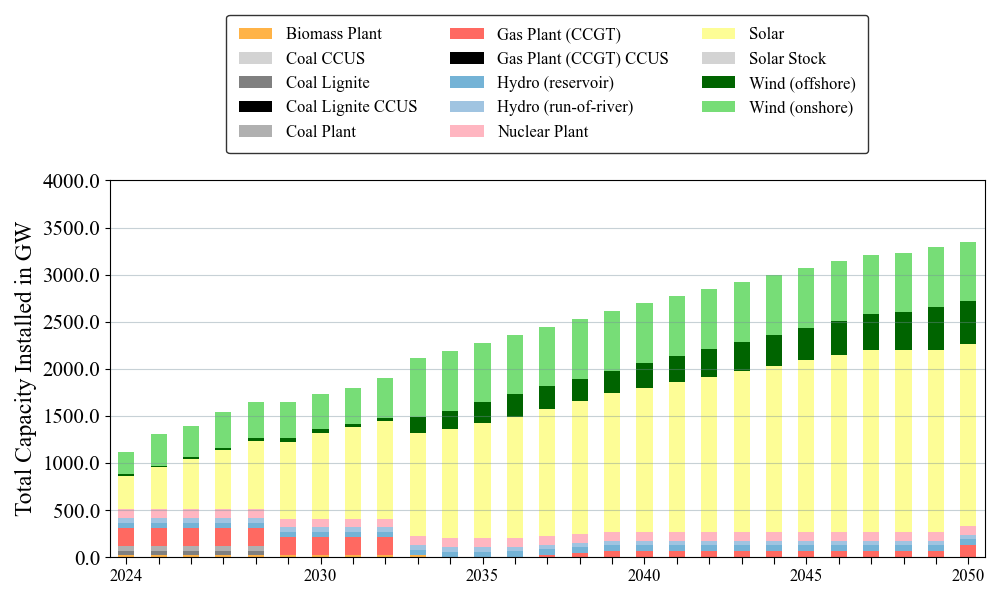 Biomass Plant
Coal CCUS
Coal Lignite
Coal Lignite CCUS
Coal Plant
Gas Plant (CCGT)
Gas Plant (CCGT) CCUS
Hydro (reservoir)
Hydro (run-of-river)
Nuclear Plant
Solar
Solar Stock
Wind (offshore)
Wind (onshore)
Total Capacity Installed in GW
4000.0
3500.0
3000.0
2500.0
2000.0
1500.0
1000.0
500.0
0.0
2024 2030 2035 2040 2045 2050